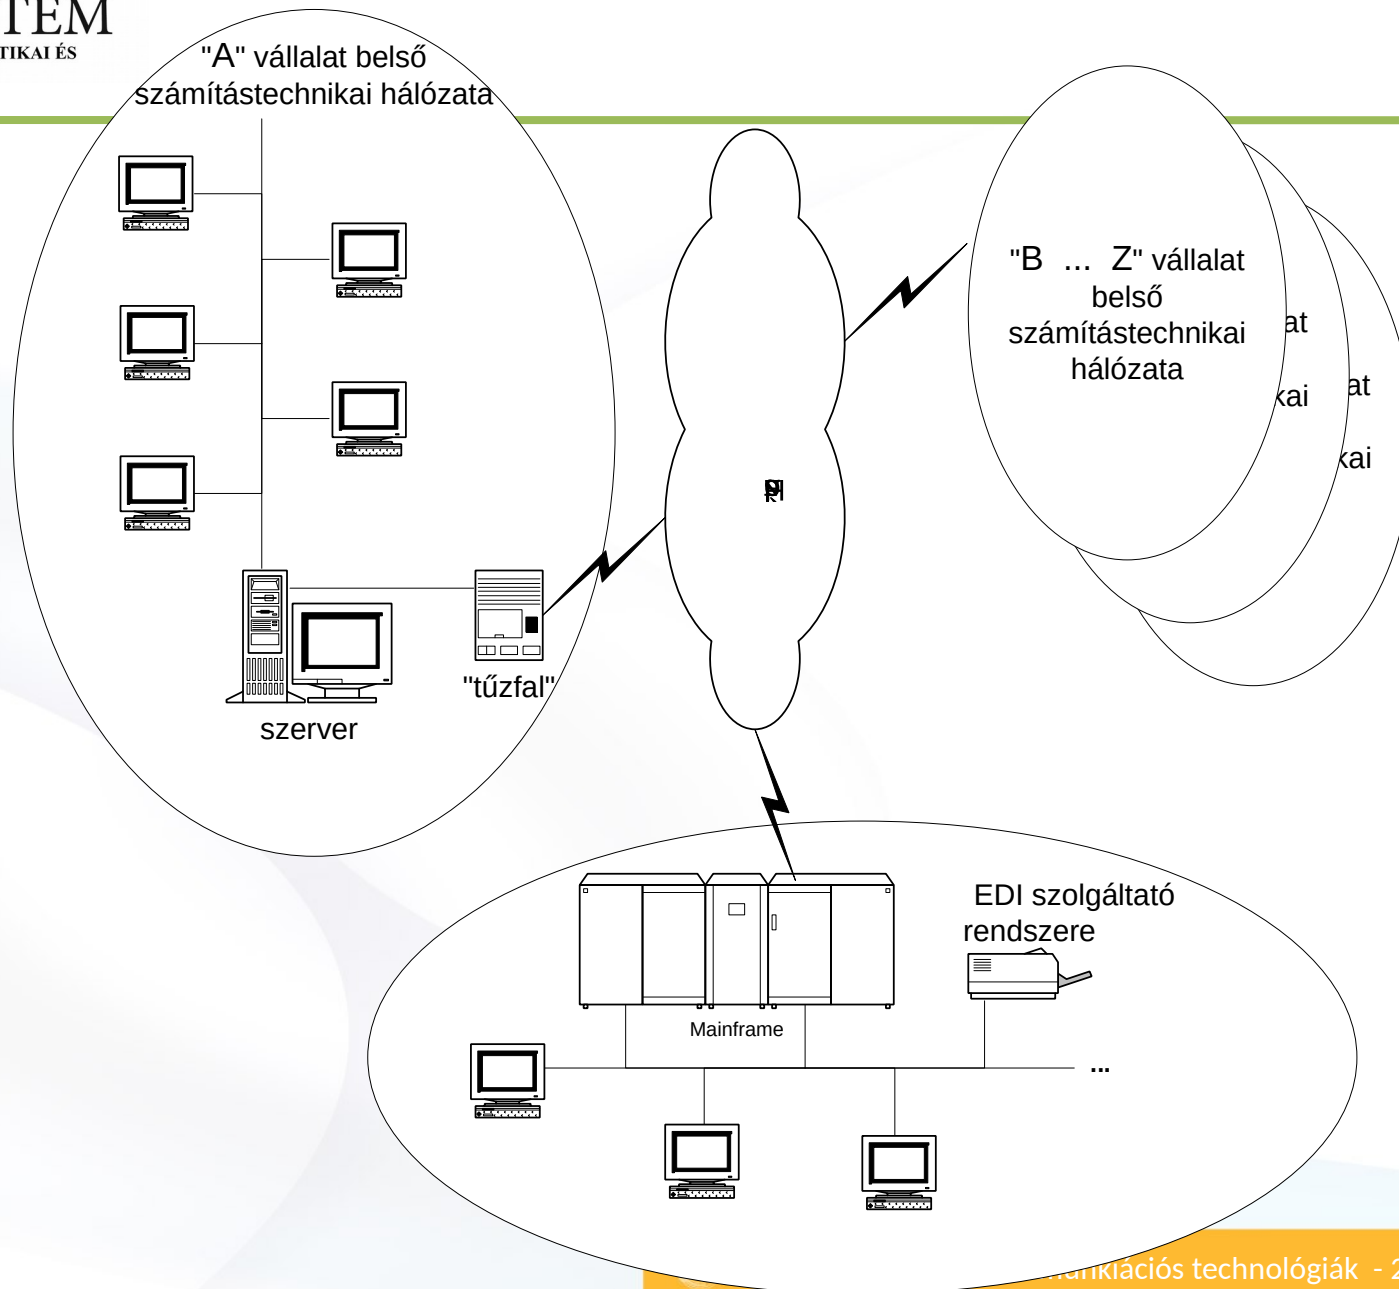 TEM
TIKAI ÉS
"A" vállalat belső
számítástechnikai hálózata
"B ... Z" vállalat
belső
számítástechnikai
hálózata
at
kai
at
kai
"tűzfal"
szerver
EDI szolgáltató
rendszere
Mainframe
...
technológiák - 2